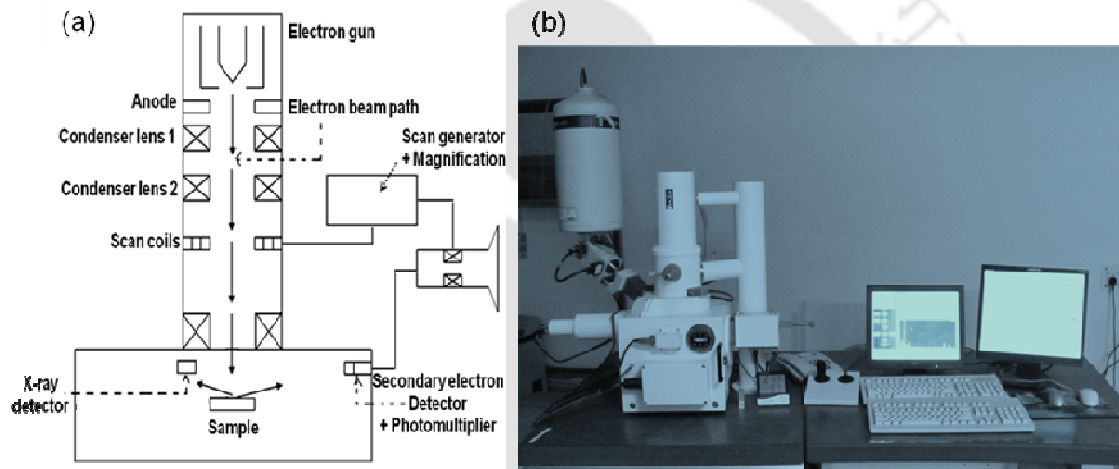 (a)
Electron gun
Anode
Electron beam path
Condenser lens 1
Scan generator
+ Magnification
Condenser lens 2
Scan coils
X-ray
detector
Secondary electron
Detector
+ Photomultiplier
Sample
(b)